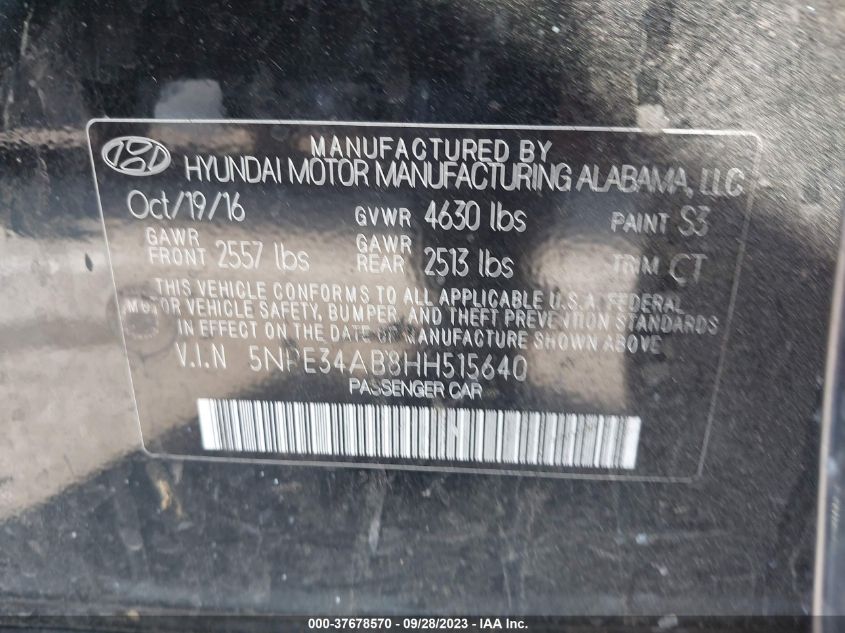 MANUFACTURED BY
HYUNDAI MOTOR MANUFACTURING ALABAMA, LLC
Oct/19/16 GVWR 4630 lbs PAINT S3
GAWR FRONT 2557 lbs GAWR REAR 2513 lbs TRIM CT
THIS VEHICLE CONFORMS TO ALL APPLICABLE U.S.A. FEDERAL
MOTOR VEHICLE SAFETY, BUMPER, AND THEFT PREVENTION STANDARDS
IN EFFECT ON THE DATE OF MANUFACTURE SHOWN ABOVE
V.I.N 5NPE34AB8HH515640
PASSENGER CAR
000-37678570 - 09/28/2023 - IAA Inc.